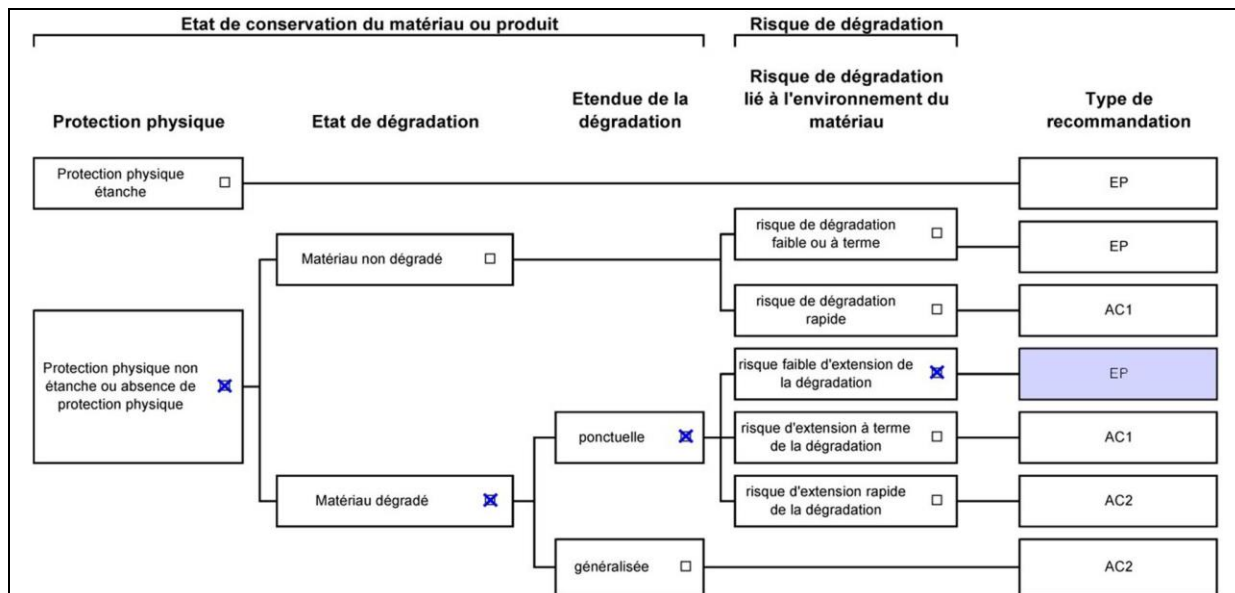 Etat de conservation du matériau ou produit
Risque de dégradation
Protection physique
Etat de dégradation
Etendue de la
dégradation
Risque de dégradation
lié à l'environnement du
matériau
Type de
recommandation
Protection physique
étanche
EP
Matériau non dégradé
risque de dégradation
faible ou à terme
EP
risque de dégradation
rapide
AC1
Protection physique non
étanche ou absence de
protection physique
Matériau dégradé
ponctuelle
risque faible d'extension de
la dégradation
EP
risque d'extension à terme
de la dégradation
AC1
risque d'extension rapide
de la dégradation
AC2
généralisée
AC2